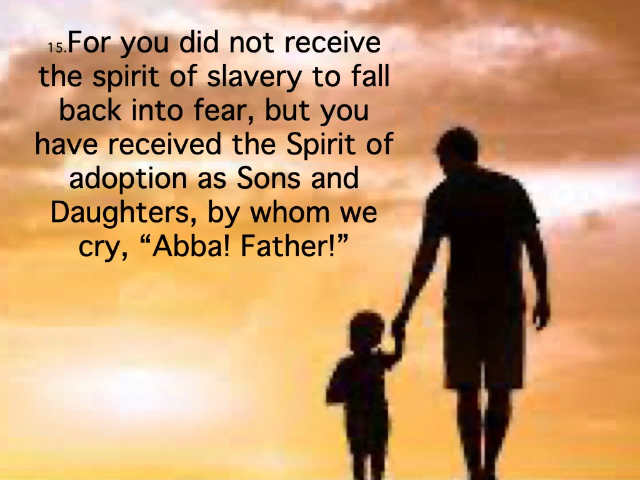 15.For you did not receive
the spirit of slavery to fall
back into fear, but you
have received the Spirit of
adoption as Sons and
Daughters, by whom we
cry, “Abba! Father!”